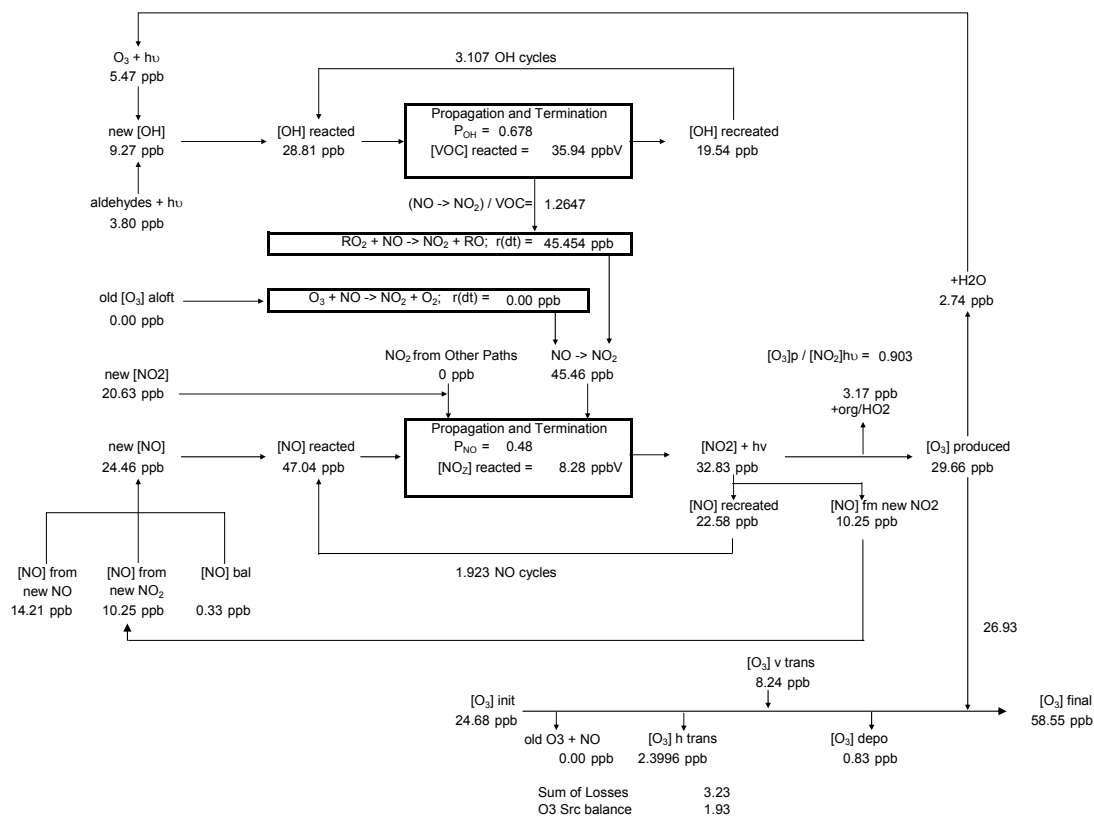 O₃ + hυ
5.47 ppb
3.107 OH cycles
new [OH]
9.27 ppb
[OH] reacted
28.81 ppb
Propagation and Termination
P_OH = 0.678
[VOC] reacted = 35.94 ppbV
[OH] recreated
19.54 ppb
aldehydes + hυ
3.80 ppb
(NO -> NO₂) / VOC= 1.2647
RO₂ + NO -> NO₂ + RO; r(dt) = 45.454 ppb
old [O₃] aloft
0.00 ppb
O₃ + NO -> NO₂ + O₂; r(dt) = 0.00 ppb
+H2O
2.74 ppb
NO₂ from Other Paths
0 ppb
NO -> NO₂
45.46 ppb
[O₃]p / [NO₂]hυ = 0.903
new [NO2]
20.63 ppb
3.17 ppb
+org/HO2
new [NO]
24.46 ppb
[NO] reacted
47.04 ppb
Propagation and Termination
P_NO = 0.48
[NO_Z] reacted = 8.28 ppbV
[NO2] + hv
32.83 ppb
[O₃] produced
29.66 ppb
[NO] recreated
22.58 ppb
[NO] fm new NO2
10.25 ppb
1.923 NO cycles
[NO] from
new NO
14.21 ppb
[NO] from
new NO₂
10.25 ppb
[NO] bal
0.33 ppb
26.93
[O₃] v trans
8.24 ppb
[O₃] init
24.68 ppb
[O₃] final
58.55 ppb
old O3 + NO
0.00 ppb
[O₃] h trans
2.3996 ppb
[O₃] depo
0.83 ppb
Sum of Losses 3.23
O3 Src balance 1.93